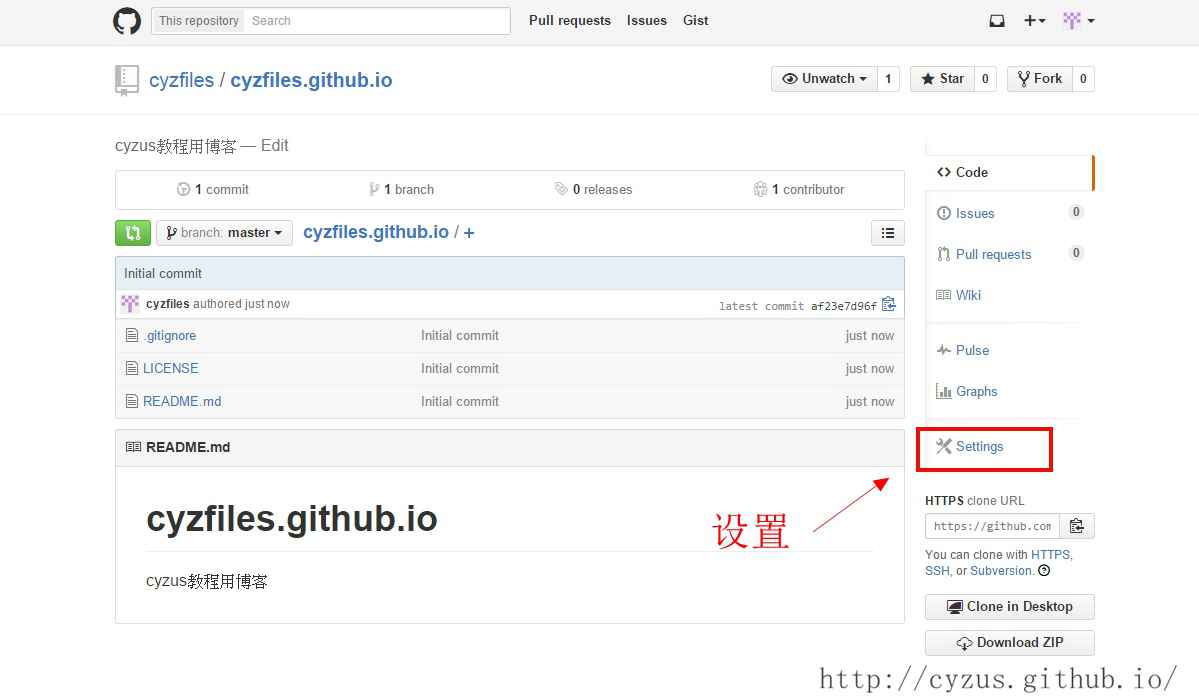 This repository Search Pull requests Issues Gist
cyzfiles / cyzfiles.github.io Unwatch 1 Star 0 Fork 0
cyzus教程用博客 — Edit
1 commit 1 branch 0 releases 1 contributor
branch: master cyzfiles.github.io / +
Initial commit
cyzfiles authored just now latest commit af23e7d96f
.gitignore Initial commit just now
LICENSE Initial commit just now
README.md Initial commit just now
README.md
cyzfiles.github.io
cyzus教程用博客
设置
Code
Issues 0
Pull requests 0
Wiki
Pulse
Graphs
Settings
HTTPS clone URL
https://github.com
You can clone with HTTPS,
SSH, or Subversion.
Clone in Desktop
Download ZIP
http://cyzus.github.io/